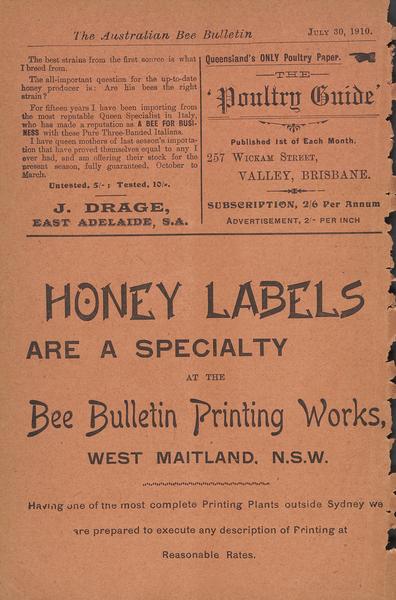 The Australian Bee Bulletin July 30, 1910.
The best strains from the first source is what
I breed from.
The all-important question for the up-to-date
honey producer is: Are his bees the right
strain?
For fifteen years I have been importing from
the most reputable Queen Specialist in Italy,
who has made a reputation as A BEE FOR BUSI-
NESS with these Pure Three-Banded Italians.
I have queen mothers of last season's importa-
tion that have proved themselves equal to any I
ever had, and am offering their stock for the
present season, fully guaranteed, October to
March.
Untested, 5/- ; Tested, 10/-.
J. DRAGE,
EAST ADELAIDE, S.A.
Queensland's ONLY Poultry Paper.
THE
'Poultry Guide'
Published 1st of Each Month.
257 Wickam Street,
VALLEY, BRISBANE.
SUBSCRIPTION, 2/6 Per Annum
Advertisement, 2/- per inch
HONEY LABELS
ARE A SPECIALTY
AT THE
Bee Bulletin Printing Works,
WEST MAITLAND, N.S.W.
Having one of the most complete Printing Plants outside Sydney we
are prepared to execute any description of Printing at
Reasonable Rates.